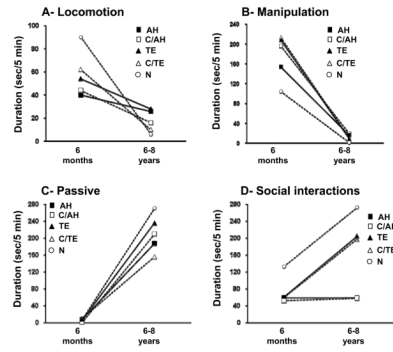 A- Locomotion
Duration (sec/5 min)
100
80
60
40
20
0
AH
C/AH
TE
C/TE
N
6
months
6-8
years
B- Manipulation
Duration (sec/5 min)
240
200
160
120
80
40
0
AH
C/AH
TE
C/TE
N
6
months
6-8
years
C- Passive
Duration (sec/5 min)
280
240
200
160
120
80
40
0
AH
C/AH
TE
C/TE
N
6
months
6-8
years
D- Social interactions
Duration (sec/5 min)
280
240
200
160
120
80
40
0
AH
C/AH
TE
C/TE
N
6
months
6-8
years